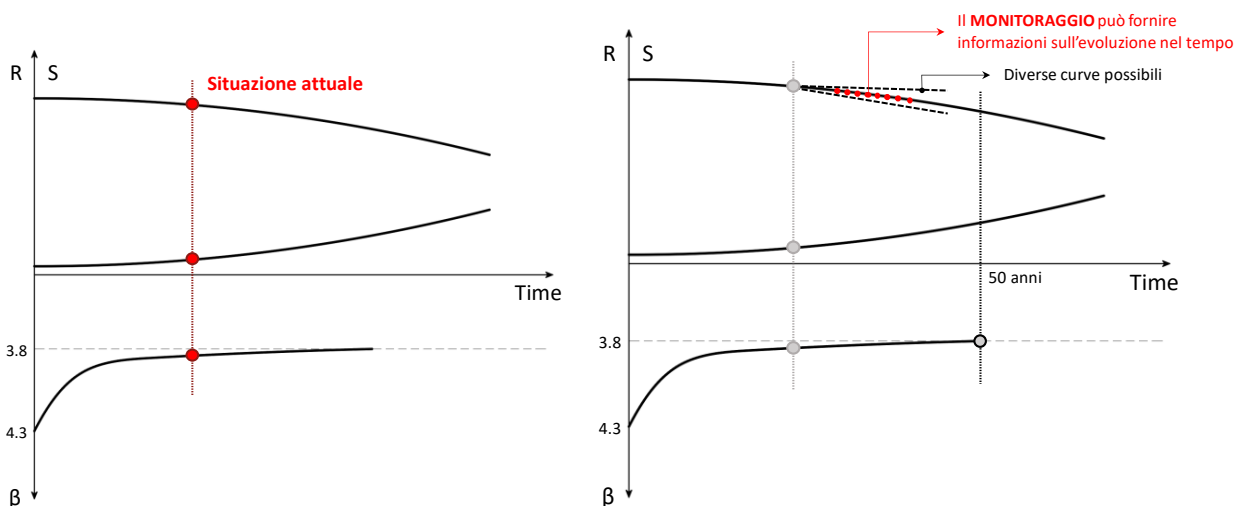 R
S
Situazione attuale
Time
3.8
4.3
β
Il MONITORAGGIO può fornire
informazioni sull'evoluzione nel tempo
Diverse curve possibili
R
S
50 anni
Time
3.8
4.3
β